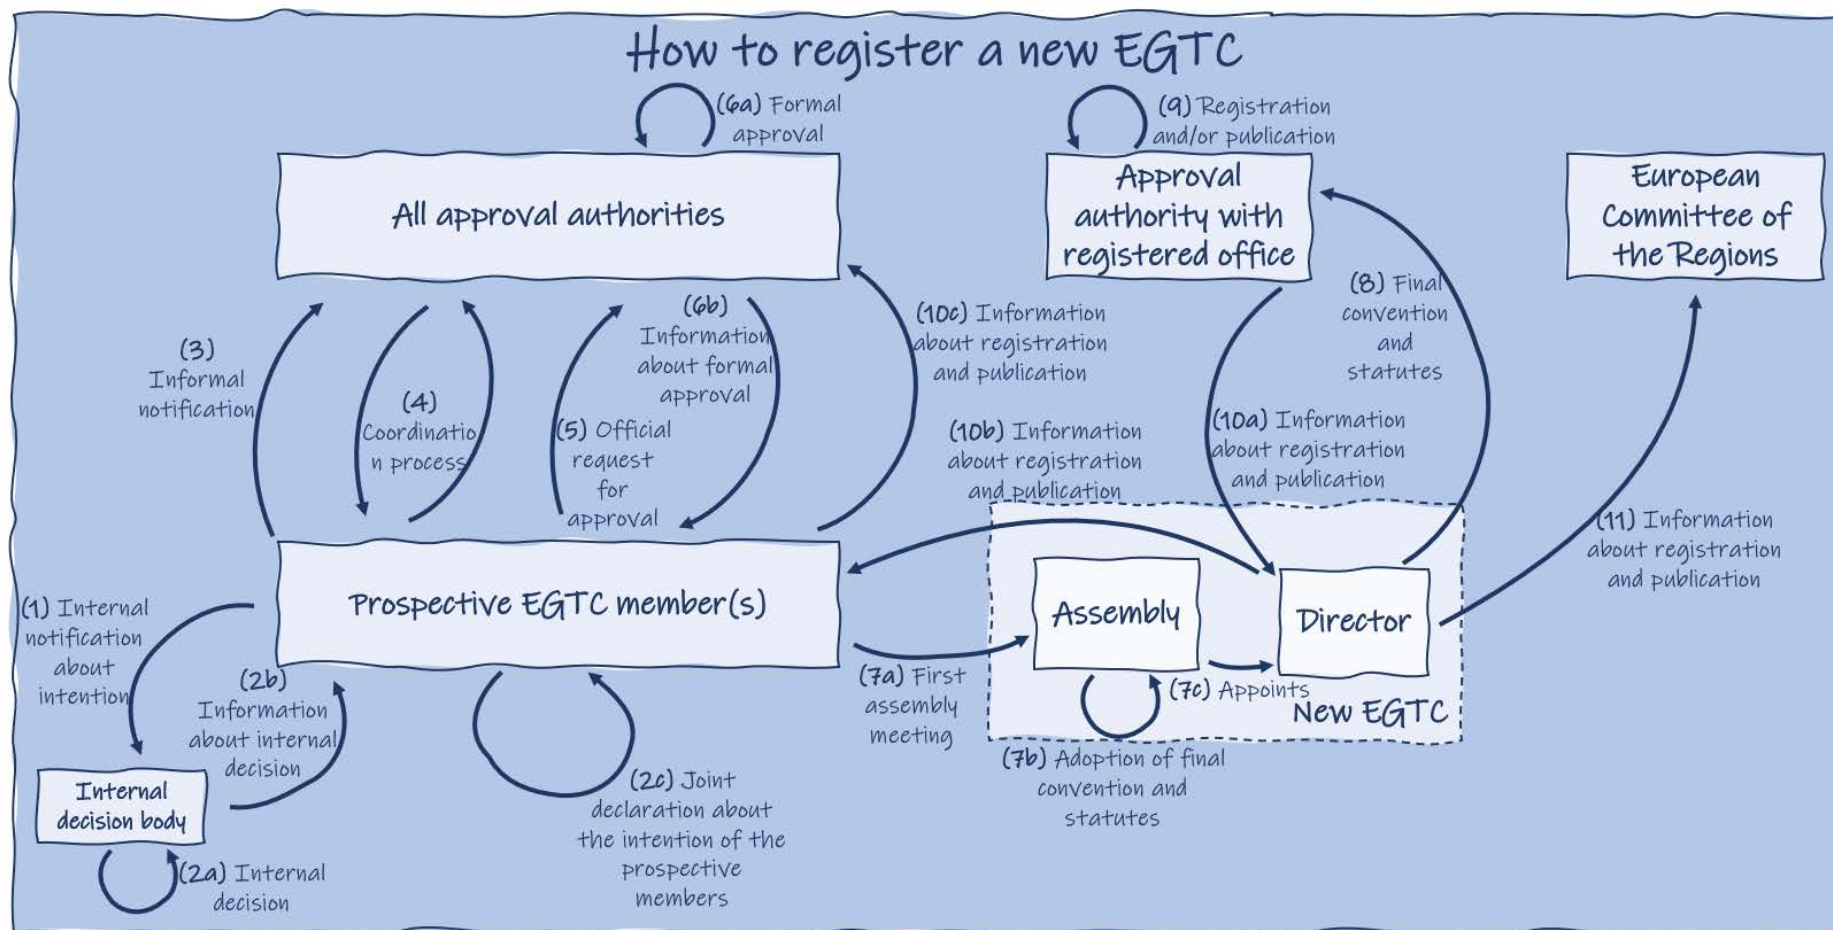 How to register a new EGTC
(6a) Formal
approval
(9) Registration
and/or publication
All approval authorities
Approval
authority with
registered office
European
Committee of
the Regions
(3)
Informal
notification
(4)
Coordinatio
n process
(5) Official
request
for
approval
(6b)
Information
about formal
approval
(10c) Information
about registration
and publication
(8) Final
convention
and
statutes
(10b) Information
about registration
and publication
(10a) Information
about registration
and publication
(11) Information
about registration
and publication
Prospective EGTC member(s)
Assembly
Director
(7a) First
assembly
meeting
(7c) Appoints
New EGTC
(7b) Adoption of final
convention and
statutes
(1) Internal
notification
about
intention
(2b)
Information
about internal
decision
(2c) Joint
declaration about
the intention of the
prospective
members
Internal
decision body
(2a) Internal
decision